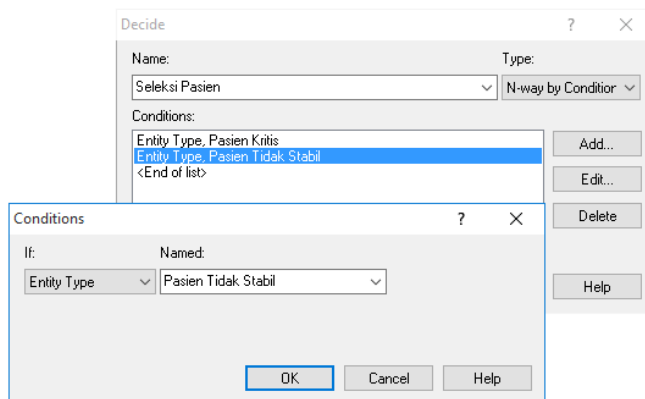 Decide ?
Name: Type:
Seleksi Pasien N-way by Condition
Conditions:
Entity Type, Pasien Kritis
Entity Type, Pasien Tidak Stabil
<End of list>
Add...
Edit...
Delete
Help
Conditions ?
If: Named:
Entity Type Pasien Tidak Stabil
OK Cancel Help